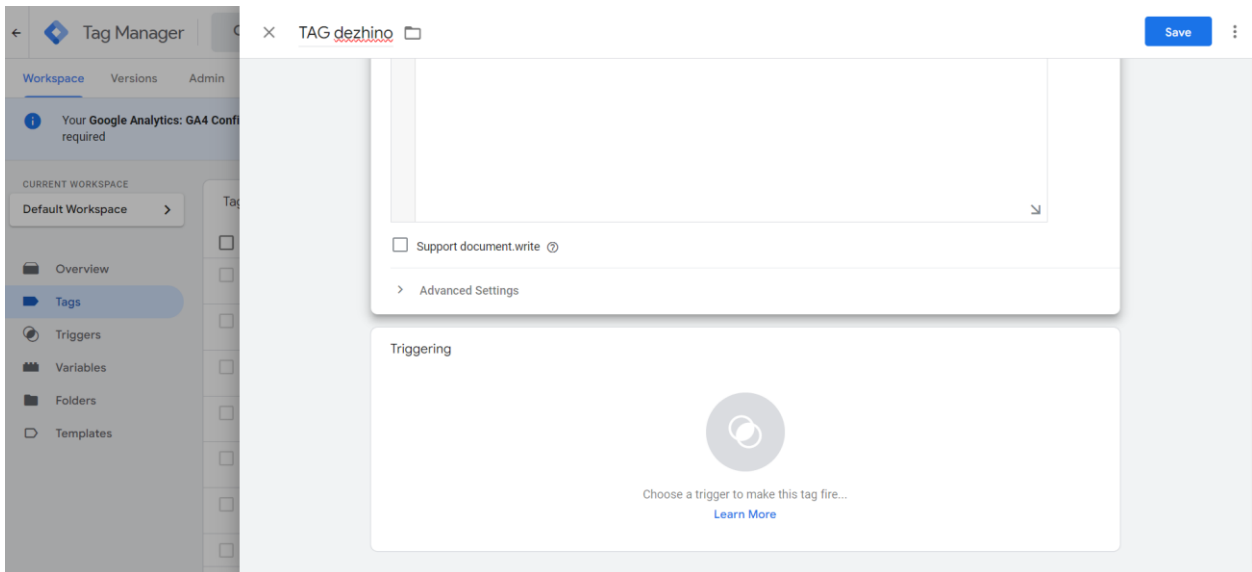 Tag Manager
TAG dezhino
Save
Workspace Versions Admin
Your Google Analytics: GA4 Confi
required
CURRENT WORKSPACE
Default Workspace
Tag
Overview
Tags
Triggers
Variables
Folders
Templates
Support document.write
Advanced Settings
Triggering
Choose a trigger to make this tag fire...
Learn More